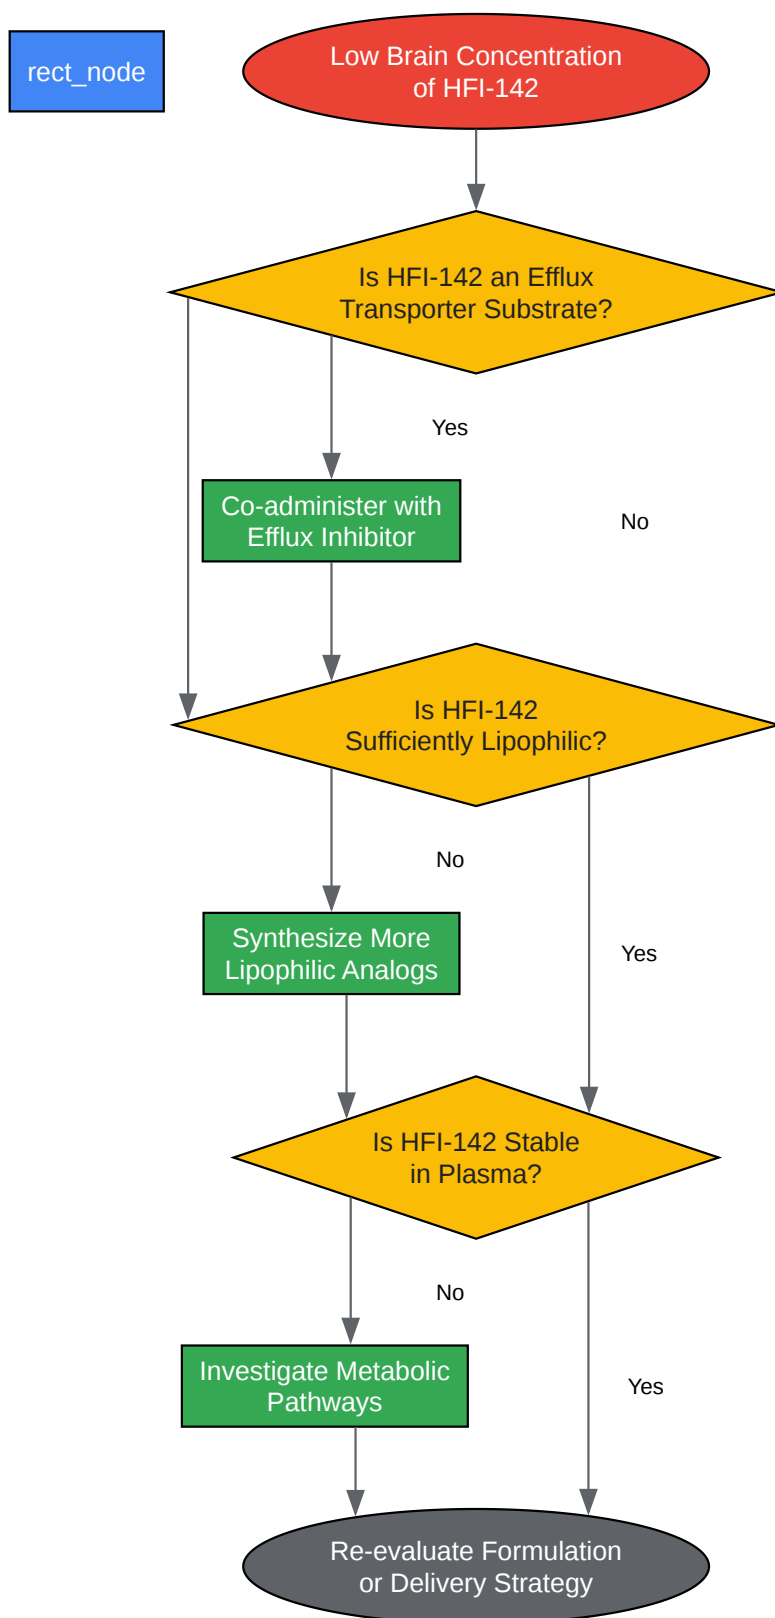 rect_node
Low Brain Concentration
of HFI-142
Is HFI-142 an Efflux
Transporter Substrate?
Yes
Co-administer with
Efflux Inhibitor
No
Is HFI-142
Sufficiently Lipophilic?
No
Synthesize More
Lipophilic Analogs
Yes
Is HFI-142 Stable
in Plasma?
No
Investigate Metabolic
Pathways
Yes
Re-evaluate Formulation
or Delivery Strategy